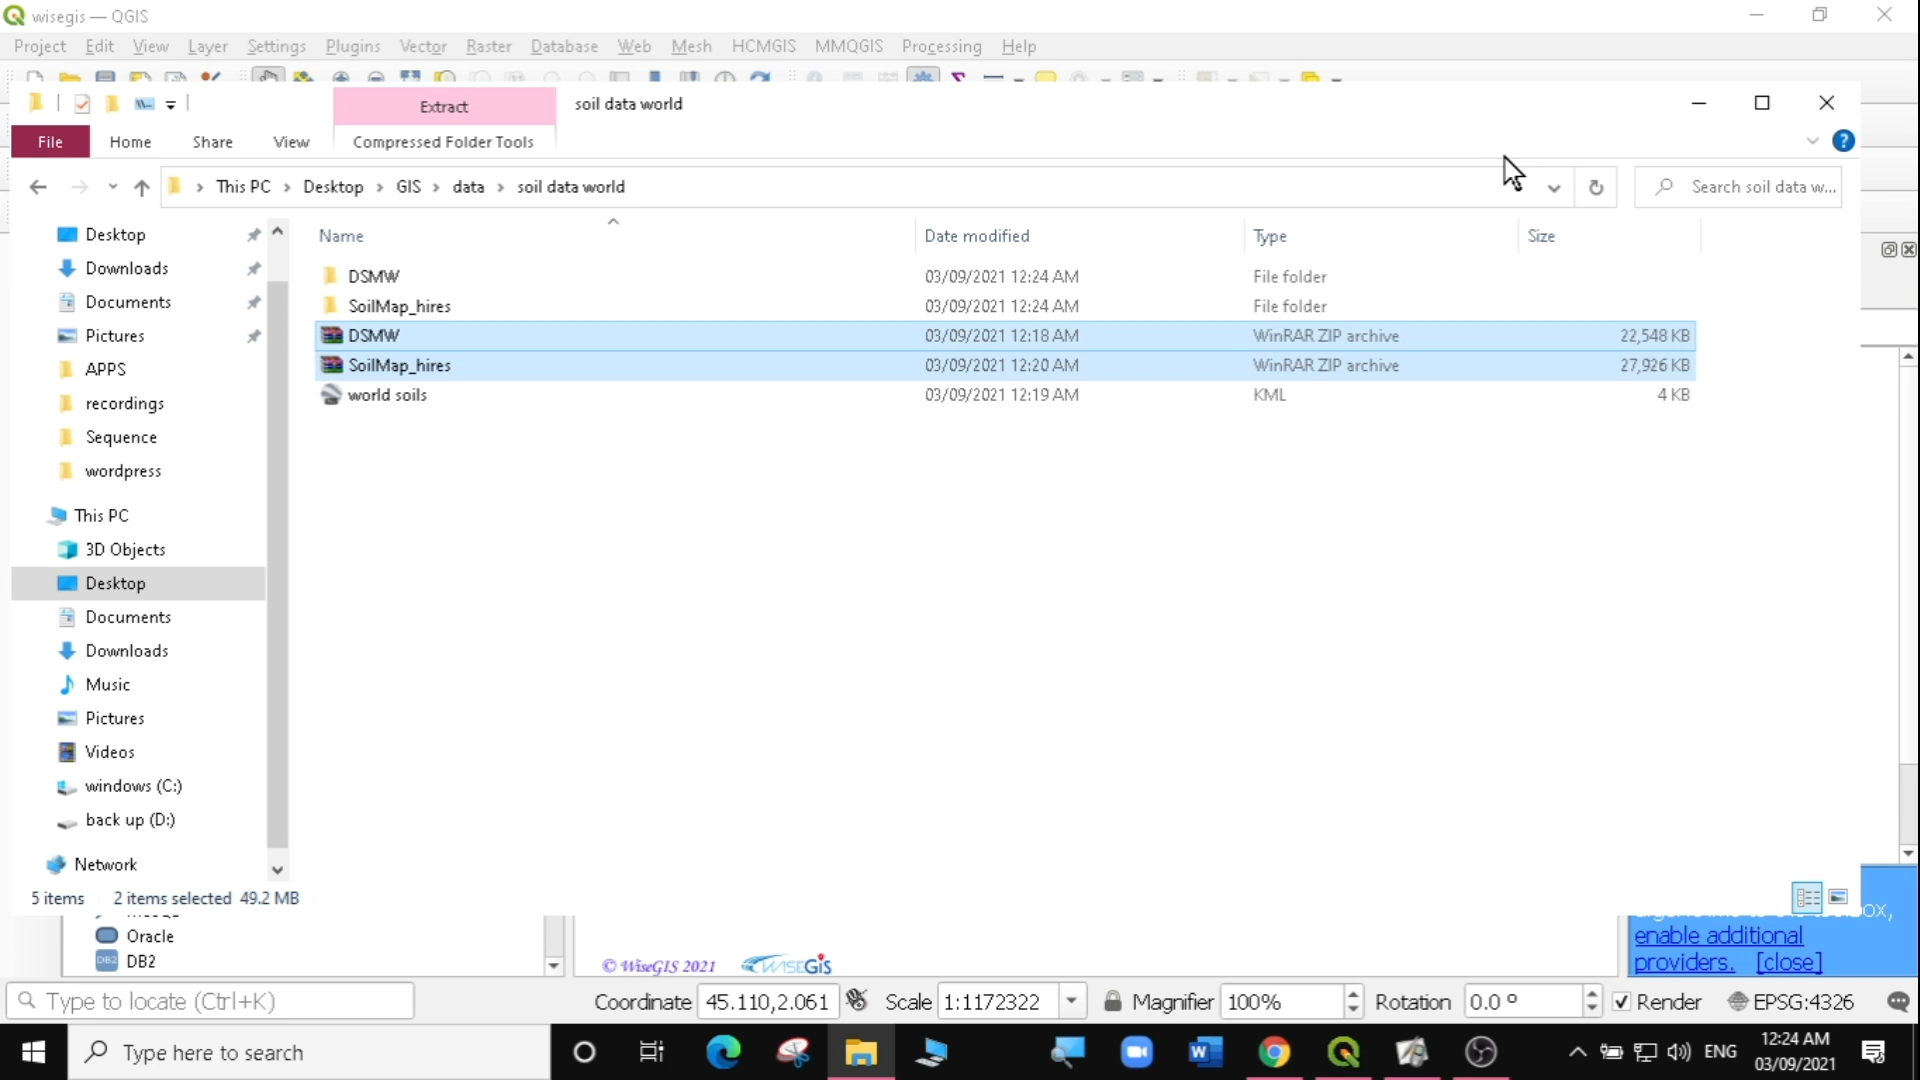 wisegis — QGIS
Project Edit View Layer Settings Plugins Vector Raster Database Web Mesh HCMGIS MMQGIS Processing Help
Extract soil data world
File Home Share View Compressed Folder Tools
This PC Desktop GIS data soil data world Search soil data w...
Name Date modified Type Size
Desktop
Downloads
Documents
Pictures
APPS
recordings
Sequence
wordpress
This PC
3D Objects
Desktop
Documents
Downloads
Music
Pictures
Videos
windows (C:)
back up (D:)
Network
DSMW 03/09/2021 12:24 AM File folder
SoilMap_hires 03/09/2021 12:24 AM File folder
DSMW 03/09/2021 12:18 AM WinRAR ZIP archive 22,548 KB
SoilMap_hires 03/09/2021 12:20 AM WinRAR ZIP archive 27,926 KB
world soils 03/09/2021 12:19 AM KML 4 KB
5 items 2 items selected 49.2 MB
Oracle
DB2 DB2
© WiseGIS 2021 WISEGIS
enable additional
providers. [close]
Type to locate (Ctrl+K) Coordinate 45.110,2.061 Scale 1:1172322 Magnifier 100% Rotation 0.0 ° Render EPSG:4326
Type here to search ENG 12:24 AM
03/09/2021